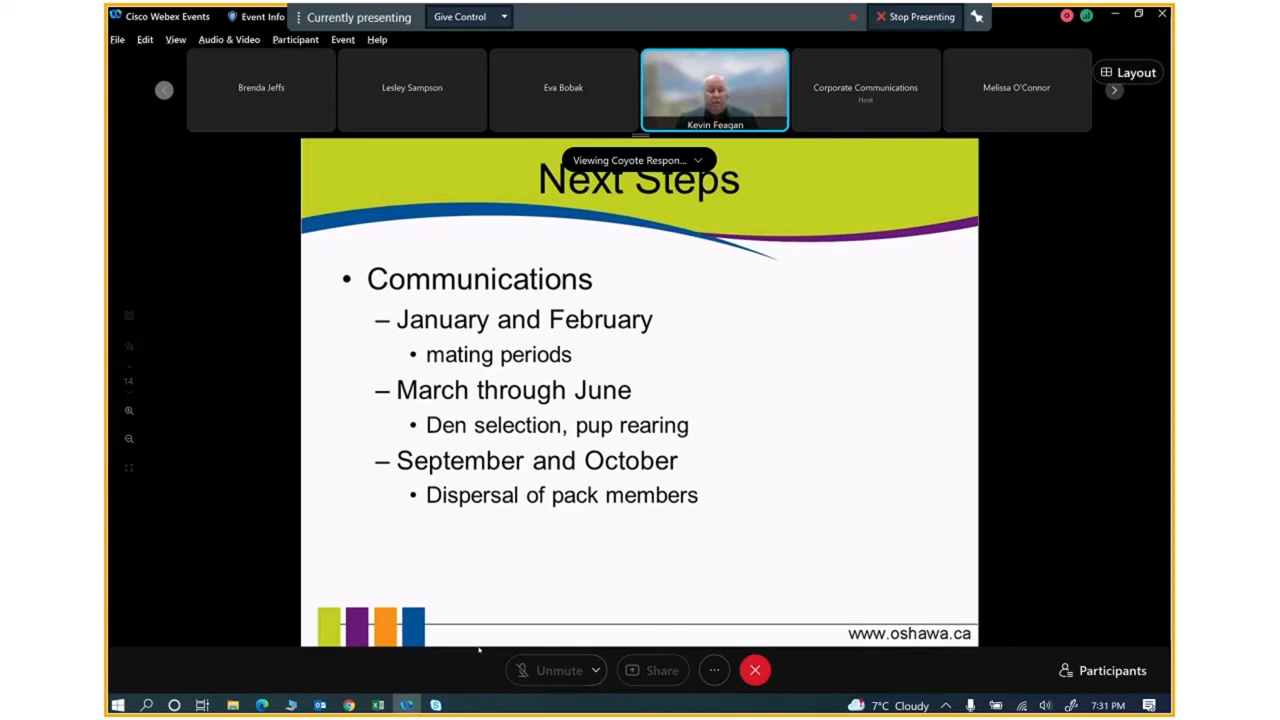 Cisco Webex Events
Event Info
Currently presenting
Give Control
Stop Presenting
File Edit View Audio & Video Participant Event Help
Brenda Jeffs
Lesley Sampson
Eva Bobak
Kevin Feagan
Corporate Communications
Host
Melissa O'Connor
Layout
Viewing Coyote Respon...
Next Steps
• Communications
– January and February
• mating periods
– March through June
• Den selection, pup rearing
– September and October
• Dispersal of pack members
14
www.oshawa.ca
Unmute
Share
Participants
7°C Cloudy
7:31 PM